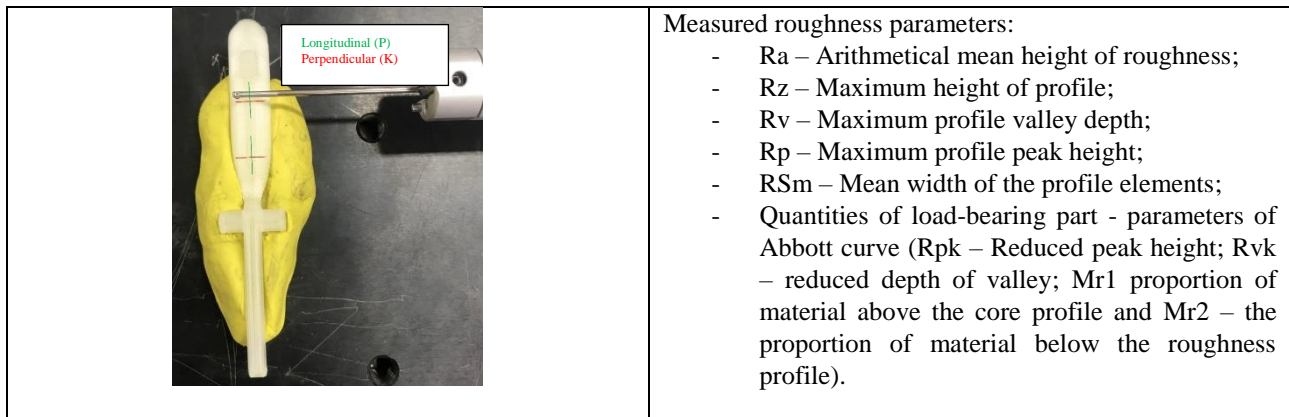 Longitudinal (P)
Perpendicular (K)
Measured roughness parameters:
- Ra – Arithmetical mean height of roughness;
- Rz – Maximum height of profile;
- Rv – Maximum profile valley depth;
- Rp – Maximum profile peak height;
- RSm – Mean width of the profile elements;
- Quantities of load-bearing part - parameters of
Abbott curve (Rpk – Reduced peak height; Rvk
– reduced depth of valley; Mr1 proportion of
material above the core profile and Mr2 – the
proportion of material below the roughness
profile).